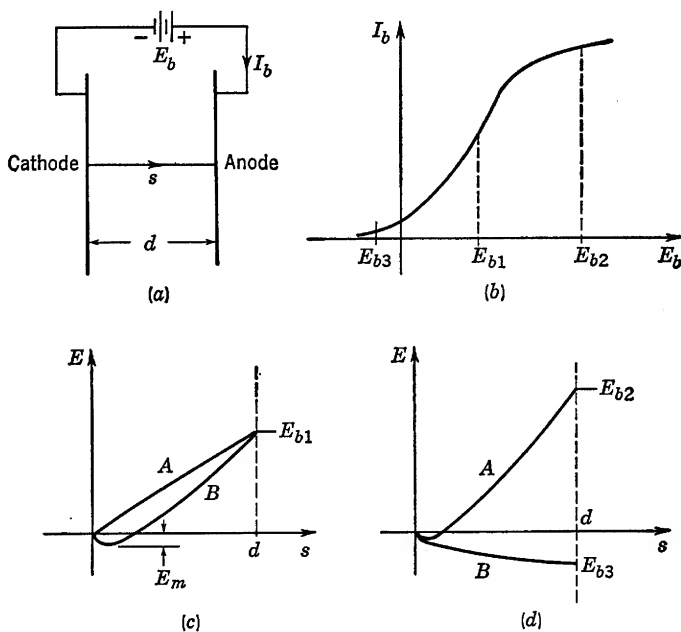 − +
E_b
I_b
Cathode
s
Anode
d
(a)
I_b
E_b3
E_b1
E_b2
E_b
(b)
E
A
B
E_b1
E_m
d
s
(c)
E
A
E_b2
d
s
B
E_b3
(d)